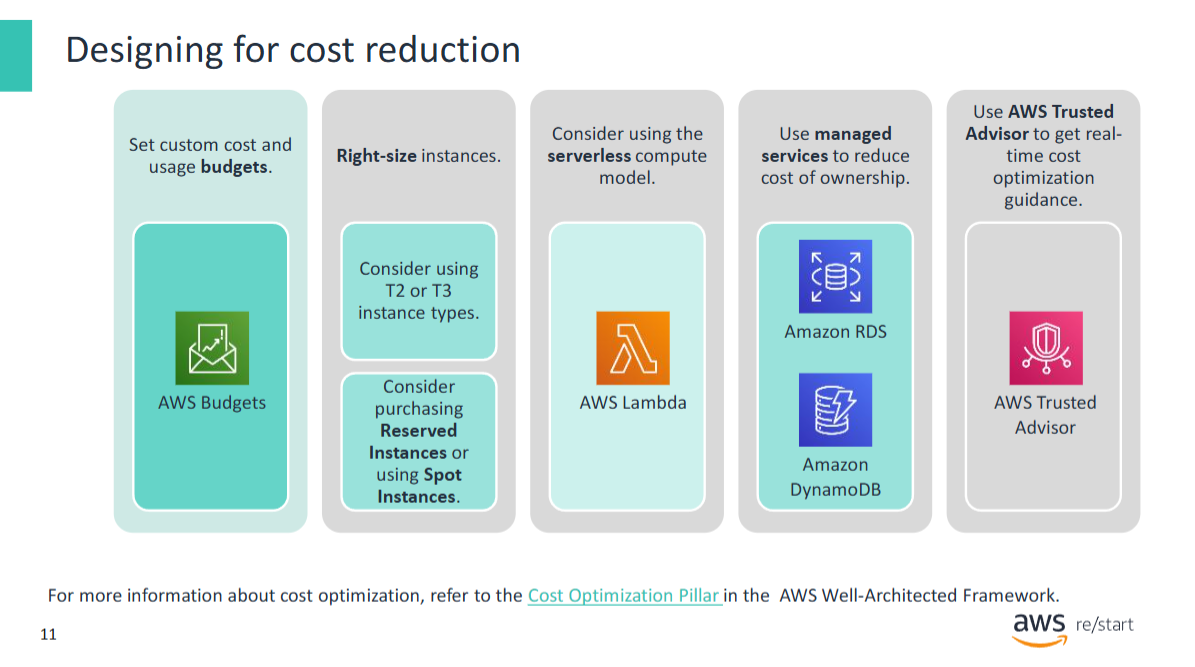 Designing for cost reduction
Set custom cost and
usage budgets.
AWS Budgets
Right-size instances.
Consider using
T2 or T3
instance types.
Consider
purchasing
Reserved
Instances or
using Spot
Instances.
Consider using the
serverless compute
model.
AWS Lambda
Use managed
services to reduce
cost of ownership.
Amazon RDS
Amazon
DynamoDB
Use AWS Trusted
Advisor to get real-
time cost
optimization
guidance.
AWS Trusted
Advisor
For more information about cost optimization, refer to the Cost Optimization Pillar in the AWS Well-Architected Framework.
11
aws re/start